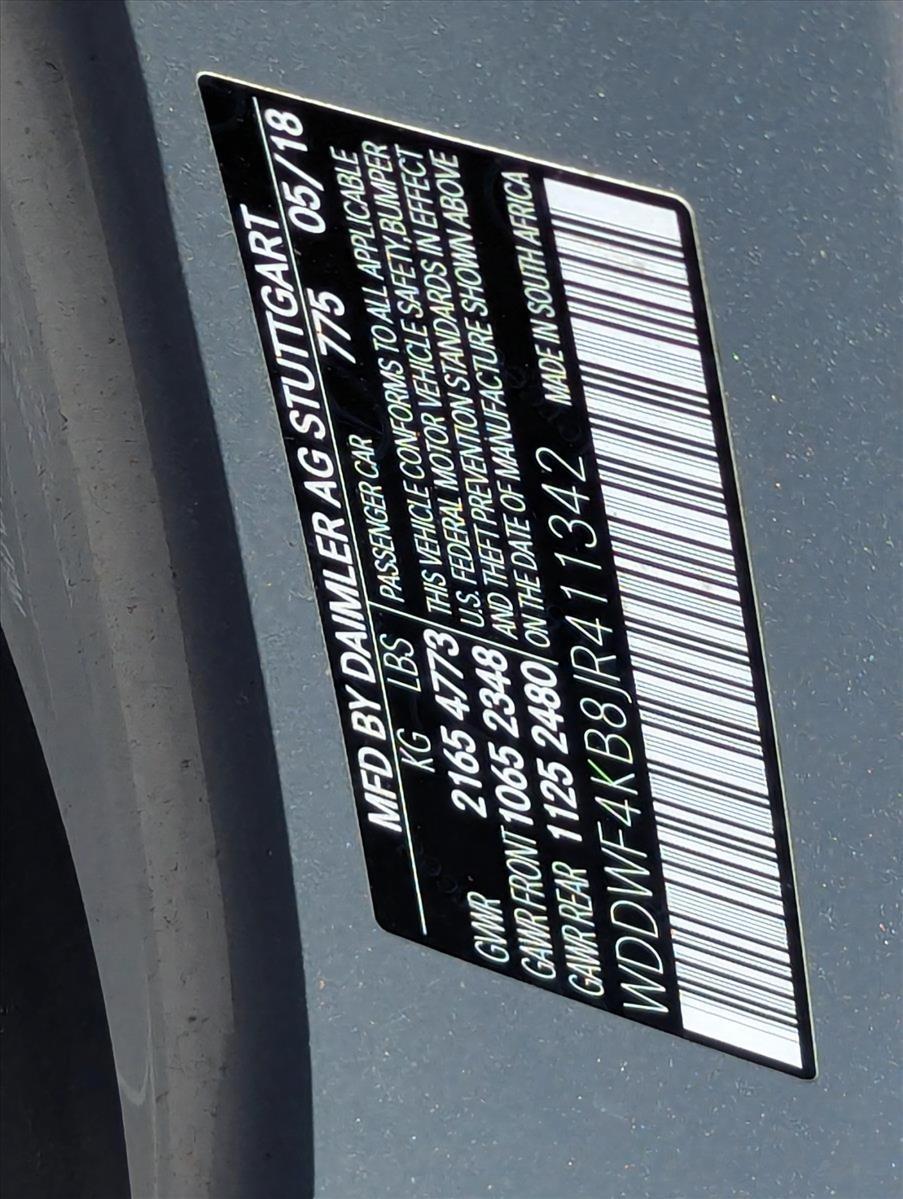 MFD BY DAIMLER AG STUTTGART
775 05/18
KG LBS
GVWR 2165 4773
GAWR FRONT 1065 2348
GAWR REAR 1125 2480
PASSENGER CAR
THIS VEHICLE CONFORMS TO ALL APPLICABLE
U.S. FEDERAL MOTOR VEHICLE SAFETY, BUMPER
AND THEFT PREVENTION STANDARDS IN EFFECT
ON THE DATE OF MANUFACTURE SHOWN ABOVE
WDDWF4KB8JR411342 MADE IN SOUTH AFRICA